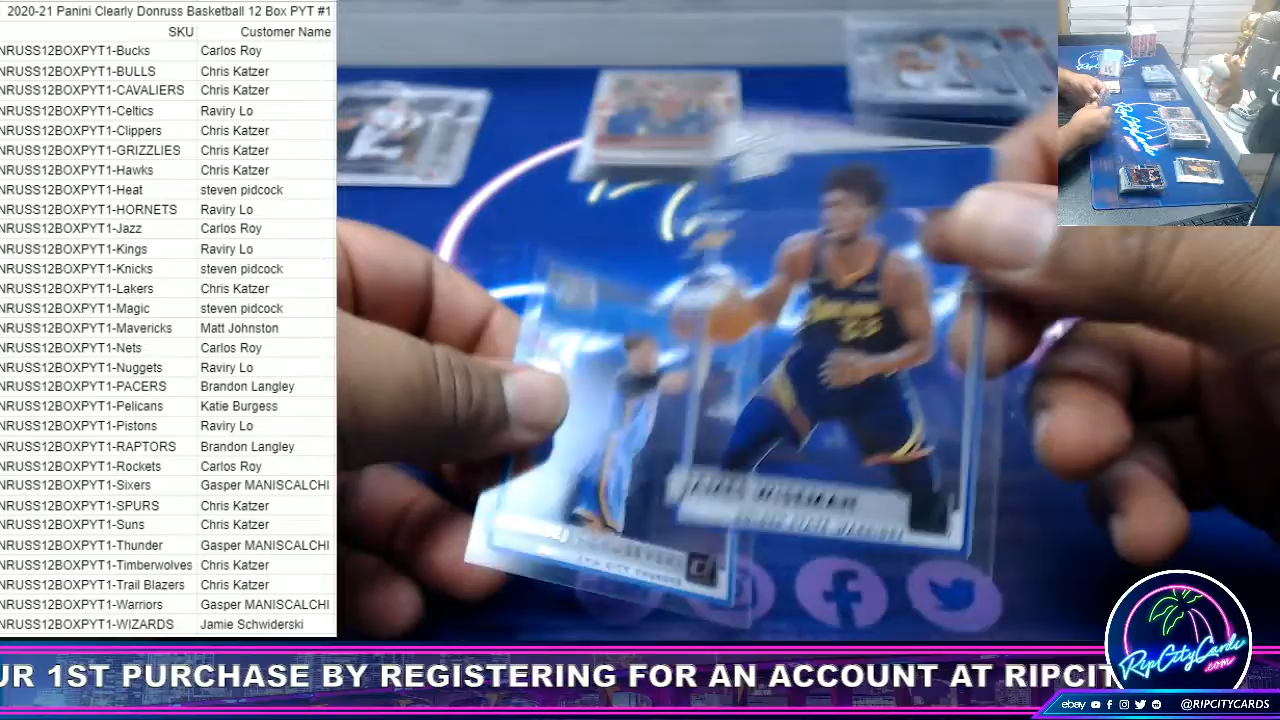 2020-21 Panini Clearly Donruss Basketball 12 Box PYT #1
SKU Customer Name
NRUSS12BOXPYT1-Bucks Carlos Roy
NRUSS12BOXPYT1-BULLS Chris Katzer
NRUSS12BOXPYT1-CAVALIERS Chris Katzer
NRUSS12BOXPYT1-Celtics Raviry Lo
NRUSS12BOXPYT1-Clippers Chris Katzer
NRUSS12BOXPYT1-GRIZZLIES Chris Katzer
NRUSS12BOXPYT1-Hawks Chris Katzer
NRUSS12BOXPYT1-Heat steven pidcock
NRUSS12BOXPYT1-HORNETS Raviry Lo
NRUSS12BOXPYT1-Jazz Carlos Roy
NRUSS12BOXPYT1-Kings Raviry Lo
NRUSS12BOXPYT1-Knicks steven pidcock
NRUSS12BOXPYT1-Lakers Chris Katzer
NRUSS12BOXPYT1-Magic steven pidcock
NRUSS12BOXPYT1-Mavericks Matt Johnston
NRUSS12BOXPYT1-Nets Carlos Roy
NRUSS12BOXPYT1-Nuggets Raviry Lo
NRUSS12BOXPYT1-PACERS Brandon Langley
NRUSS12BOXPYT1-Pelicans Katie Burgess
NRUSS12BOXPYT1-Pistons Raviry Lo
NRUSS12BOXPYT1-RAPTORS Brandon Langley
NRUSS12BOXPYT1-Rockets Carlos Roy
NRUSS12BOXPYT1-Sixers Gasper MANISCALCHI
NRUSS12BOXPYT1-SPURS Chris Katzer
NRUSS12BOXPYT1-Suns Chris Katzer
NRUSS12BOXPYT1-Thunder Gasper MANISCALCHI
NRUSS12BOXPYT1-Timberwolves Chris Katzer
NRUSS12BOXPYT1-Trail Blazers Chris Katzer
NRUSS12BOXPYT1-Warriors Gasper MANISCALCHI
NRUSS12BOXPYT1-WIZARDS Jamie Schwiderski
33
GOLDEN STATE WARRIORS
UR 1ST PURCHASE BY REGISTERING FOR AN ACCOUNT AT RIPCIT
RipCityCards
.com
ebay @RIPCITYCARDS